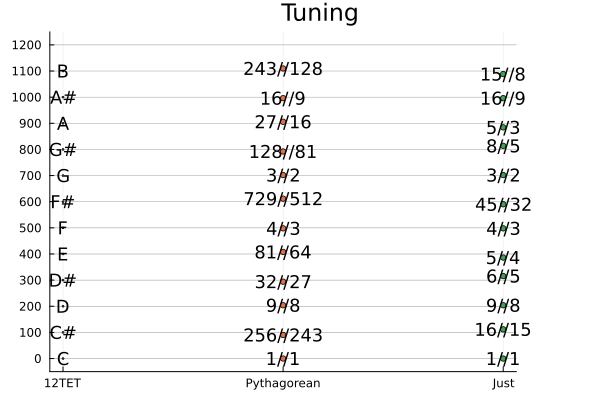 Tuning
1200
1100 B 243//128 15//8
1000 A# 16//9 16//9
900 A 27//16 5//3
800 G# 128//81 8//5
700 G 3//2 3//2
600 F# 729//512 45//32
500 F 4//3 4//3
400 E 81//64 5//4
300 D# 32//27 6//5
200 D 9//8 9//8
100 C# 256//243 16//15
0 C 1//1 1//1
12TET Pythagorean Just